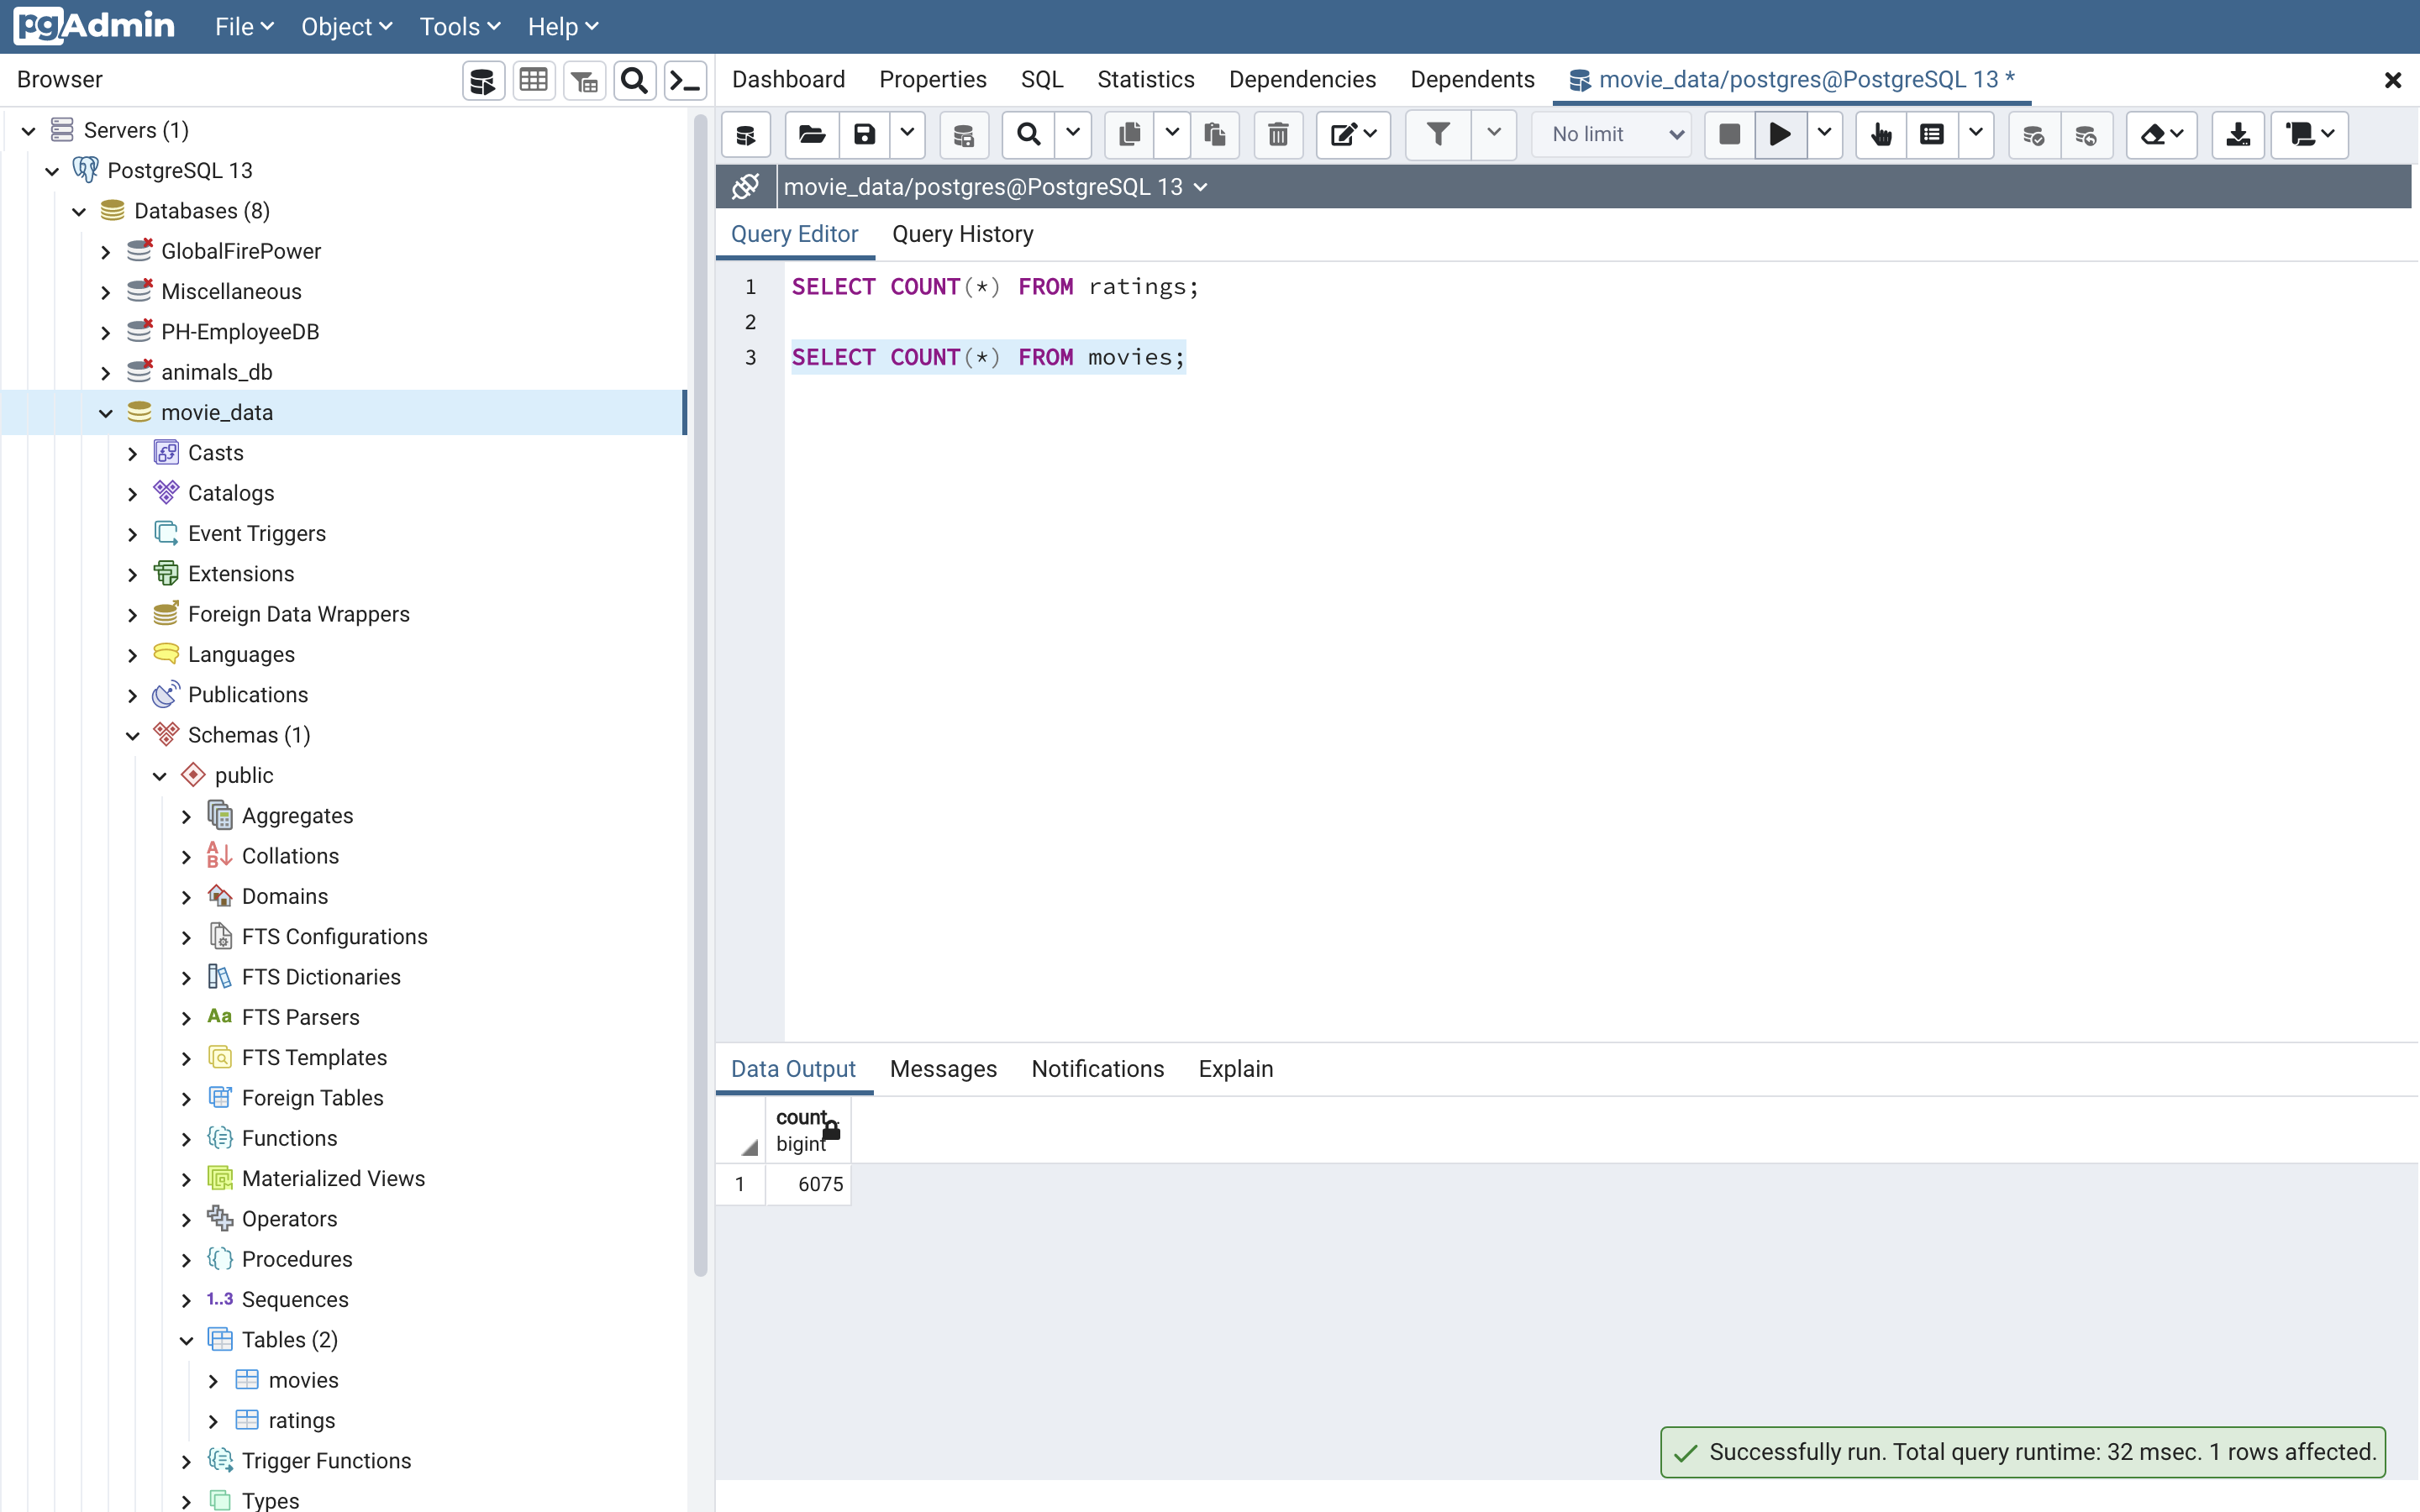 pgAdmin File Object Tools Help
Browser
Dashboard Properties SQL Statistics Dependencies Dependents movie_data/postgres@PostgreSQL 13 *
No limit
movie_data/postgres@PostgreSQL 13
Query Editor Query History
1 SELECT COUNT(*) FROM ratings;
2
3 SELECT COUNT(*) FROM movies;
Servers (1)
PostgreSQL 13
Databases (8)
GlobalFirePower
Miscellaneous
PH-EmployeeDB
animals_db
movie_data
Casts
Catalogs
Event Triggers
Extensions
Foreign Data Wrappers
Languages
Publications
Schemas (1)
public
Aggregates
Collations
Domains
FTS Configurations
FTS Dictionaries
Aa FTS Parsers
FTS Templates
Foreign Tables
Functions
Materialized Views
Operators
Procedures
1..3 Sequences
Tables (2)
movies
ratings
Trigger Functions
Types
Data Output Messages Notifications Explain
count
bigint
1 6075
Successfully run. Total query runtime: 32 msec. 1 rows affected.